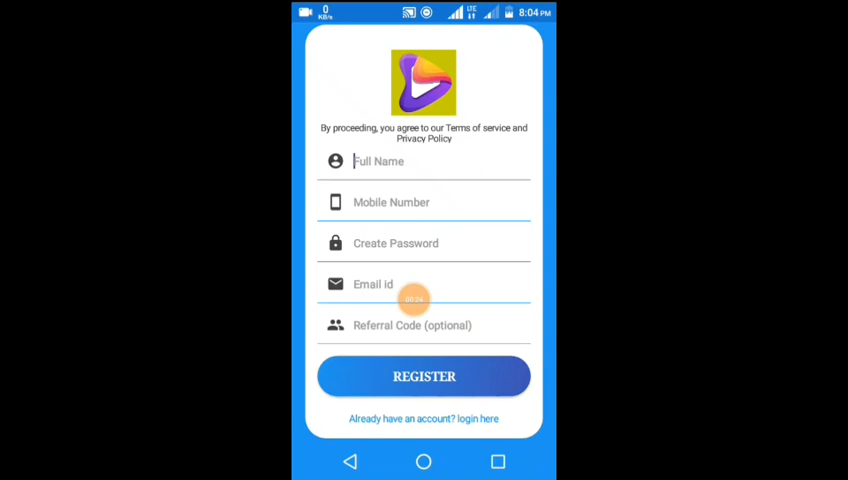 0
KB/s
LTE
8:04 PM
By proceeding, you agree to our Terms of service and
Privacy Policy
Full Name
Mobile Number
Create Password
Email id
Referral Code (optional)
REGISTER
Already have an account? login here